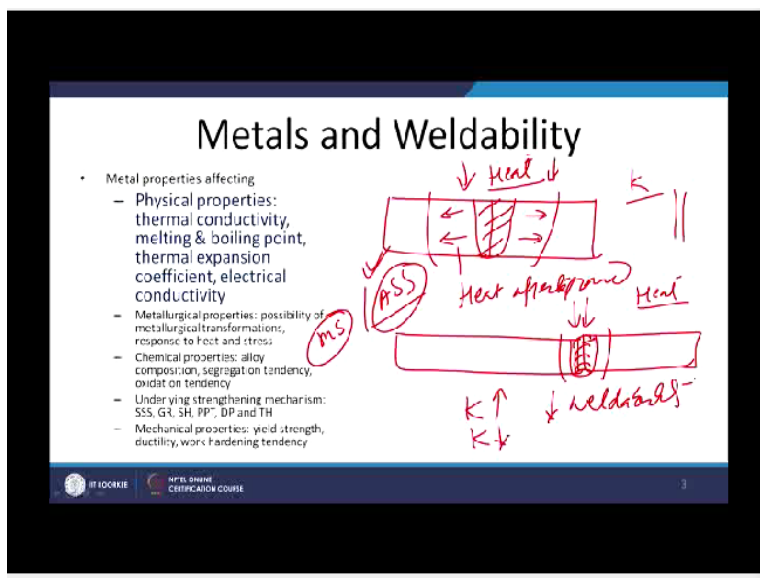 Metals and Weldability
• Metal properties affecting
– Physical properties:
thermal conductivity,
melting & boiling point,
thermal expansion
coefficient, electrical
conductivity
– Metallurgical properties: possibility of
metallurgical transformations,
response to heat and stress
– Chemical properties: alloy
composition, segregation tendency,
oxidation tendency
– Underlying strengthening mechanism:
SSS, GR, SH, PPT, DP and TH
– Mechanical properties: yield strength,
ductility, work hardening tendency
↓ Heat ↓
K
ASS
MS
Heat affected
Heat
K ↑
K ↓
↓
IIT ROORKEE
NPTEL ONLINE
CERTIFICATION COURSE
3